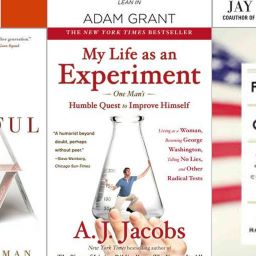 LEAN IN
ADAM GRANT
THE NEW YORK TIMES BESTSELLER
My Life as an
Experiment
One Man's
Humble Quest to Improve Himself
"A humorist beyond
doubt, perhaps
without peer."
—Steve Weinberg,
Chicago Sun-Times
Living as a Woman,
Becoming George
Washington,
Telling No Lies,
and Other
Radical Tests
A. J. Jacobs
New York Times bestselling author of
JAY
COAUTHOR OF
FUL
MAN